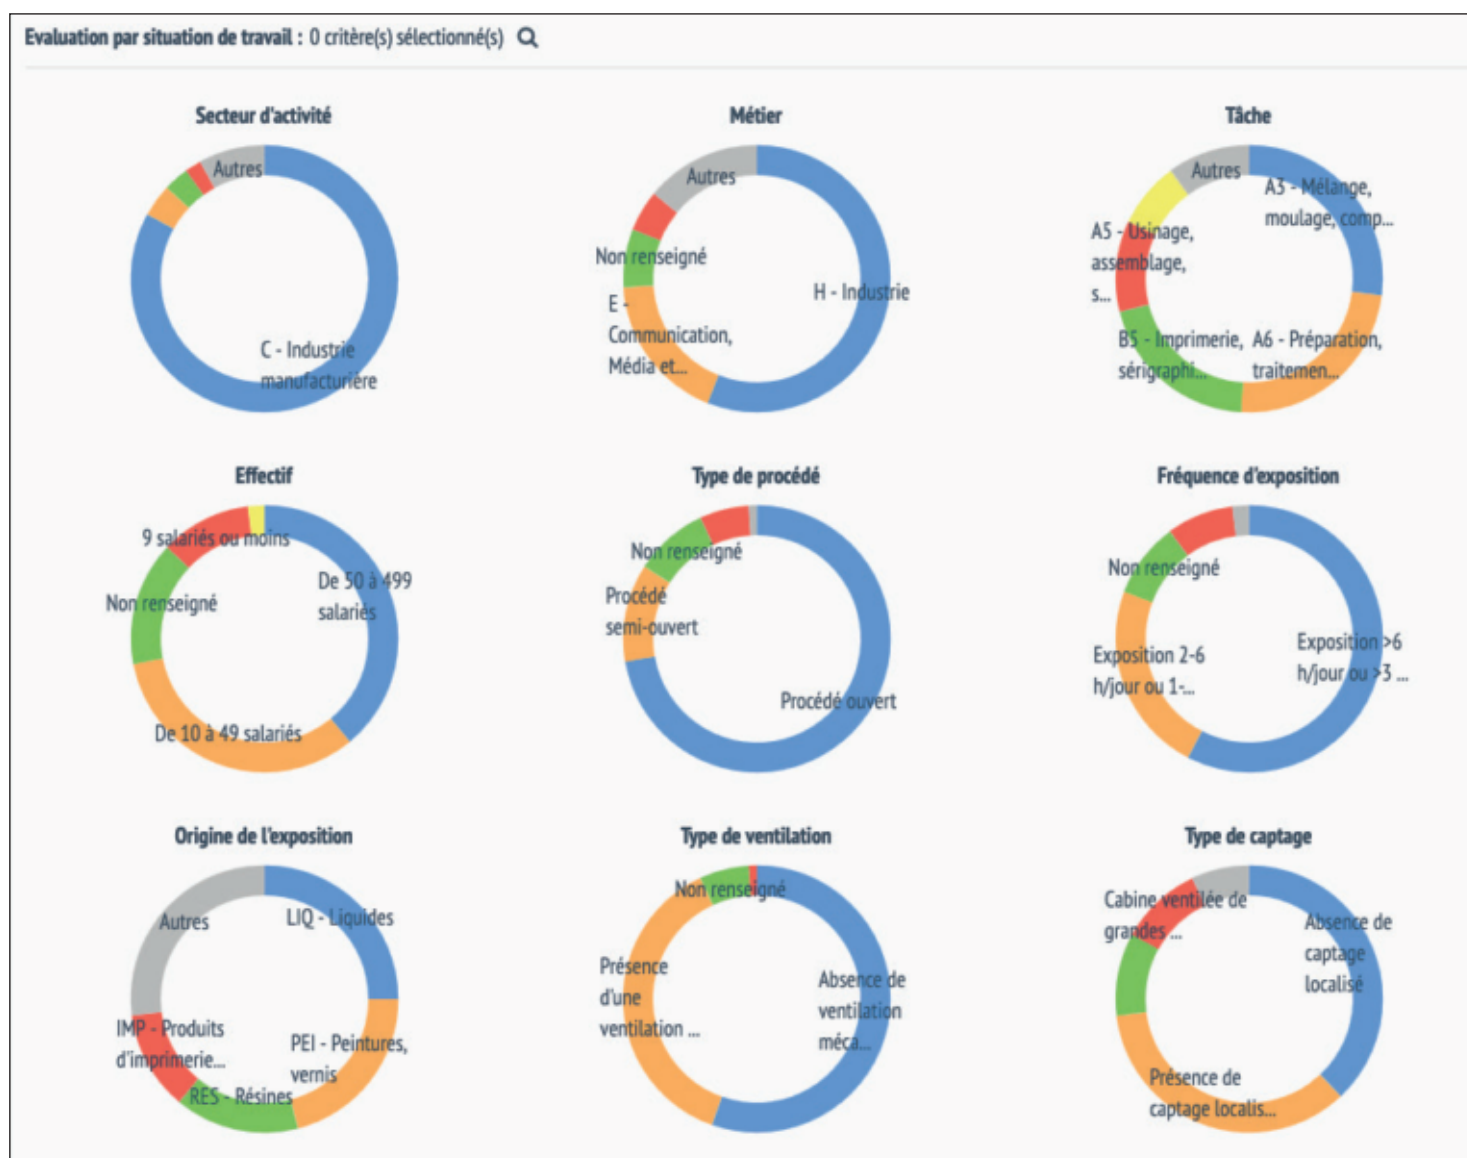 Evaluation par situation de travail : 0 critère(s) sélectionné(s)
Secteur d'activité
Autres
C - Industrie
manufacturière
Métier
Autres
Non renseigné
H - Industrie
E -
Communication,
Média et...
Tâche
Autres
A3 - Mélange,
moulage, comp...
A5 - Usinage,
assemblage,
s...
B5 - Imprimerie,
sérigraphi...
A6 - Préparation,
traitemen...
Effectif
9 salariés ou moins
De 50 à 499
salariés
Non renseigné
De 10 à 49 salariés
Type de procédé
Non renseigné
Procédé
semi-ouvert
Procédé ouvert
Fréquence d'exposition
Non renseigné
Exposition 2-6
h/jour ou 1-...
Exposition >6
h/jour ou >3 ...
Origine de l'exposition
Autres
LIQ - Liquides
IMP - Produits
d'imprimerie...
PEI - Peintures,
vernis
RES - Résines
Type de ventilation
Non renseigné
Présence
d'une
ventilation ...
Absence de
ventilation
méca...
Type de captage
Cabine ventilée de
grandes ...
Absence de
captage
localisé
Présence de
captage localis...